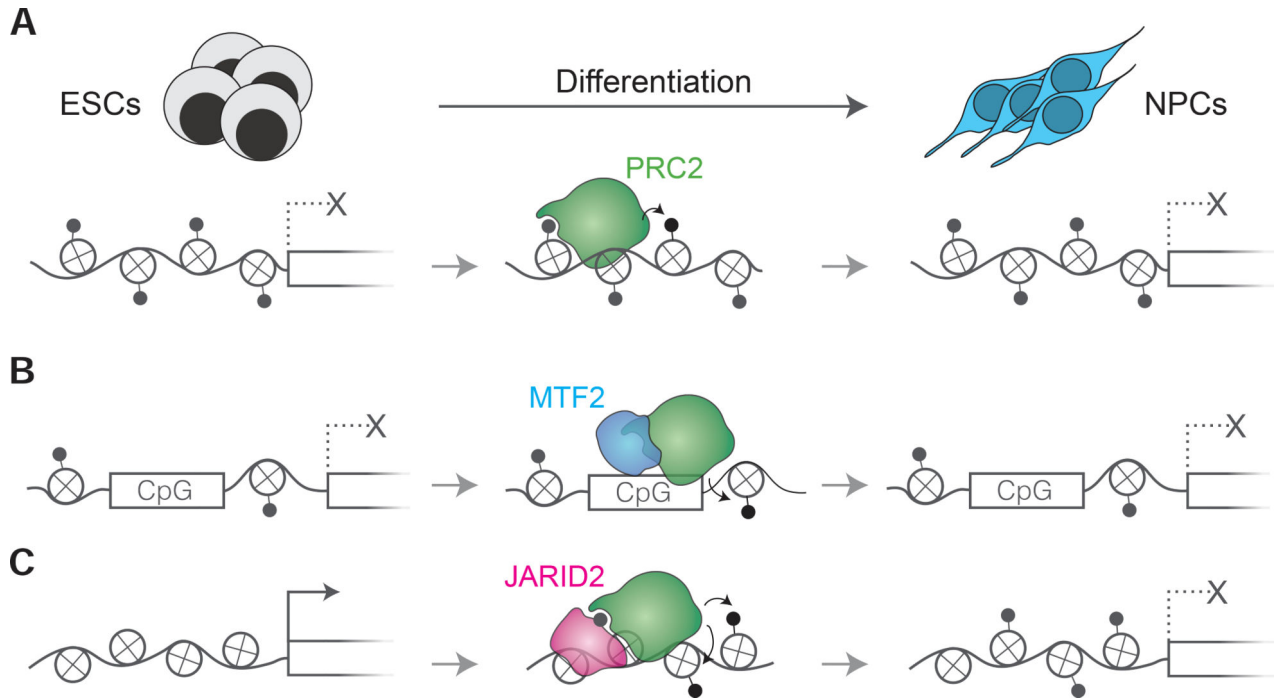 A
ESCs
Differentiation
NPCs
PRC2
X
X
B
MTF2
X
X
CpG
CpG
CpG
C
JARID2
X